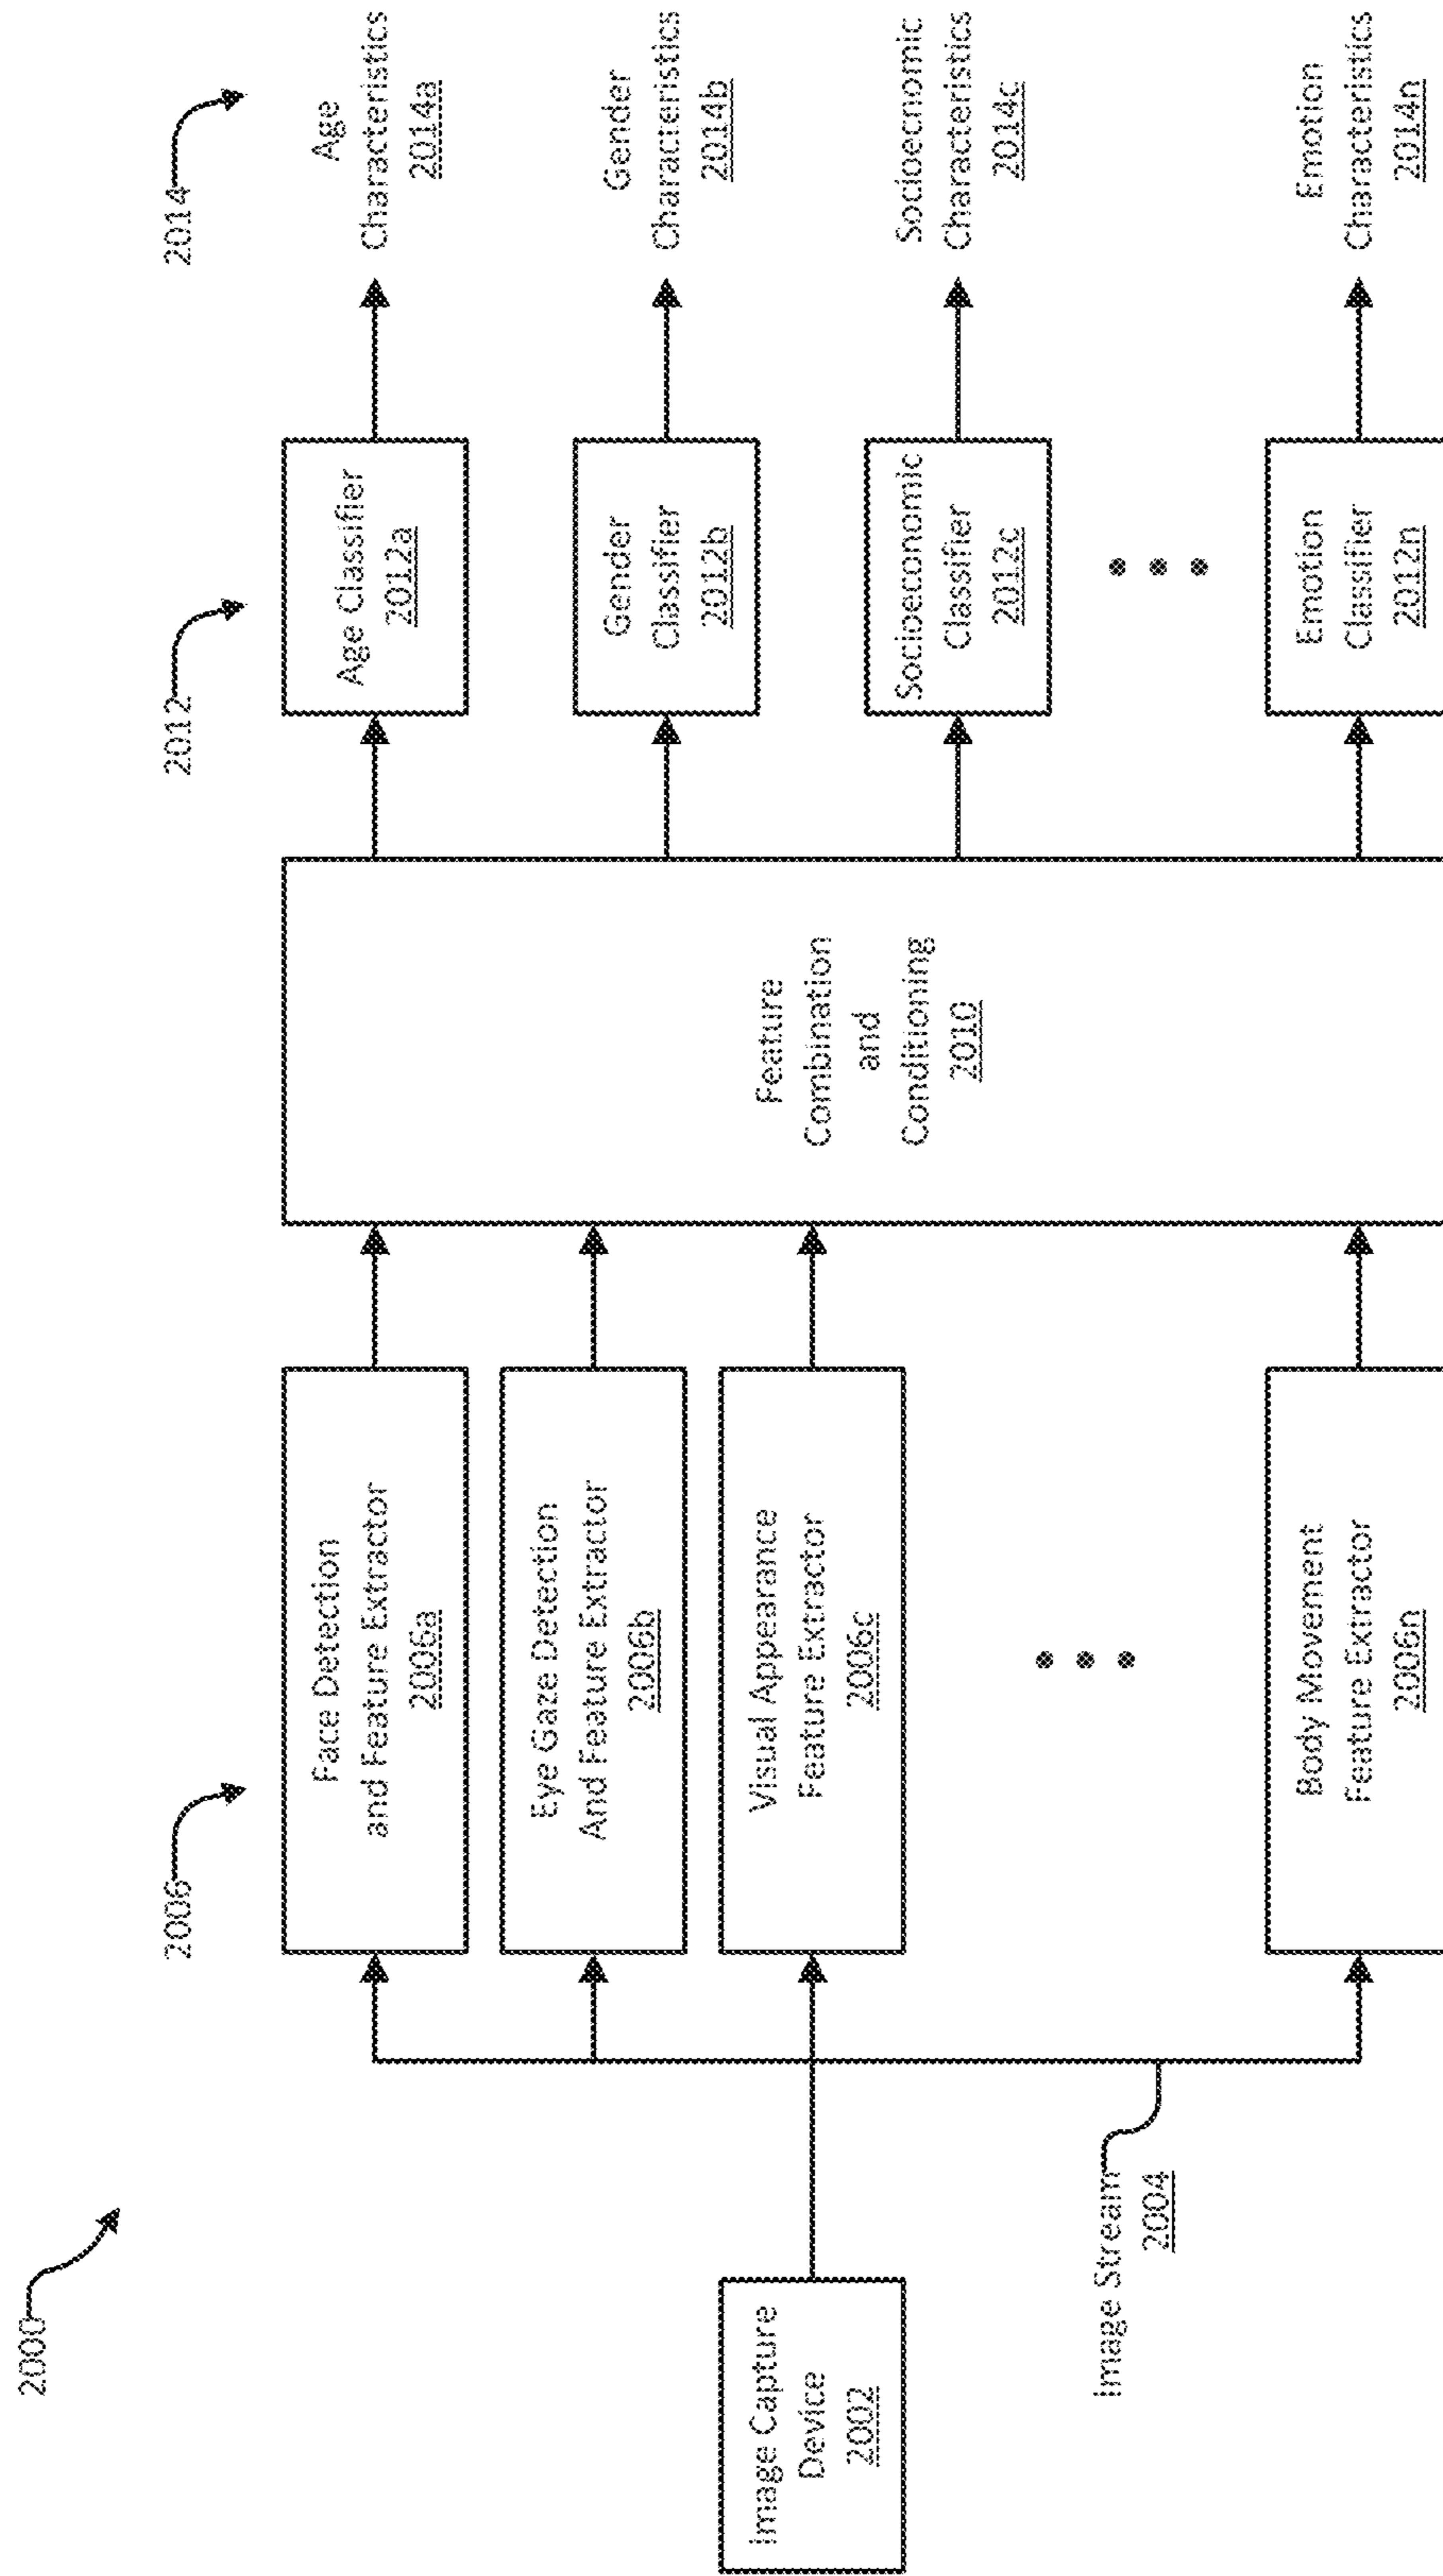 2000
2006
2012
2014
Image Capture
Device
2002
Image Stream
2004
Face Detection
and Feature Extractor
2006a
Eye Gaze Detection
And Feature Extractor
2006b
Visual Appearance
Feature Extractor
2006c
Body Movement
Feature Extractor
2006n
Feature
Combination
and
Conditioning
2010
Age Classifier
2012a
Gender
Classifier
2012b
Socioeconomic
Classifier
2012c
Emotion
Classifier
2012n
Age
Characteristics
2014a
Gender
Characteristics
2014b
Socioecnomic
Characteristics
2014c
Emotion
Characteristics
2014n